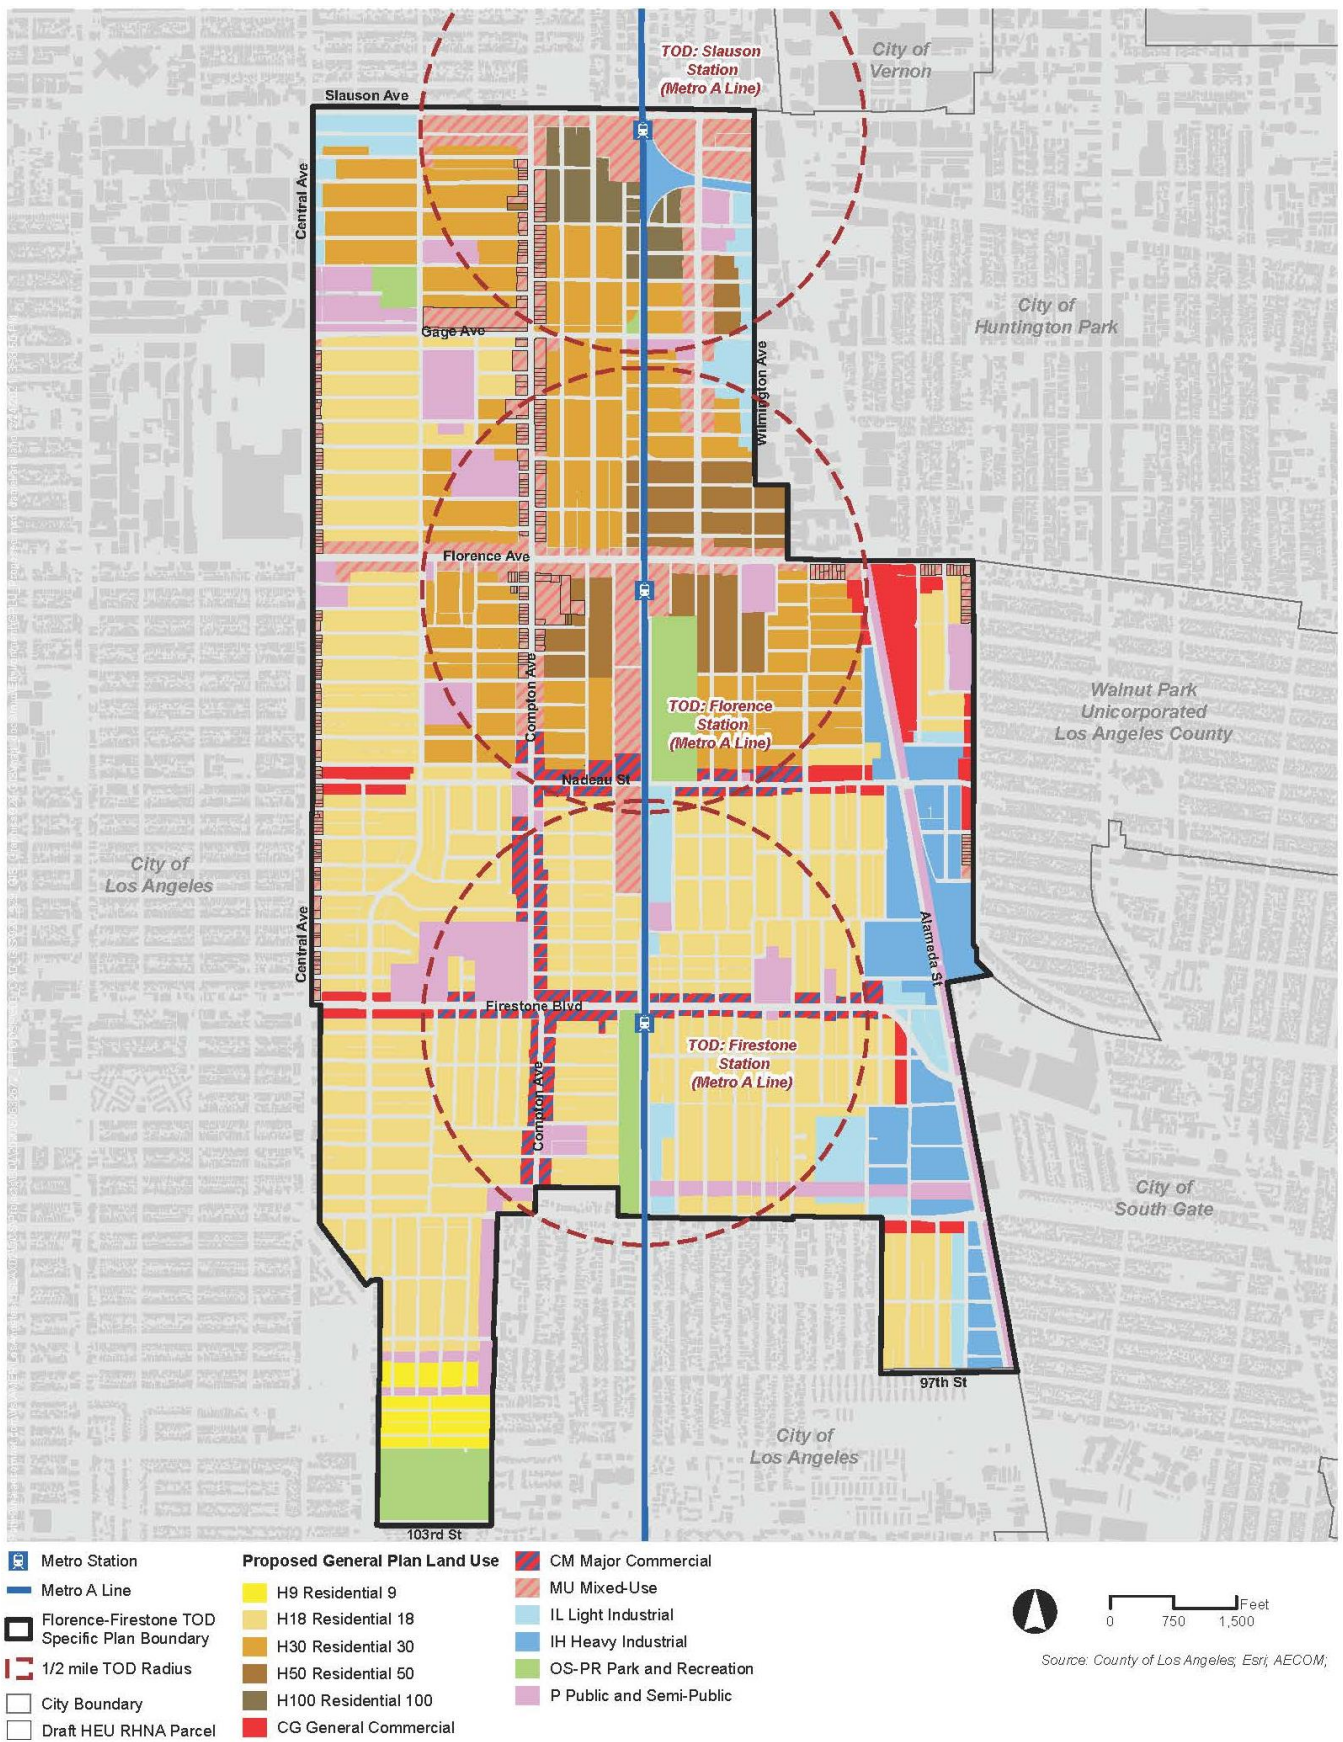 TOD: Slauson
Station
(Metro A Line)
City of
Vernon
Slauson Ave
Central Ave
City of
Huntington Park
Gage Ave
Wilmington Ave
Florence Ave
Compton Ave
TOD: Florence
Station
(Metro A Line)
Walnut Park
Unicorporated
Los Angeles County
Nadeau St
City of
Los Angeles
Central Ave
Alameda St
Firestone Blvd
TOD: Firestone
Station
(Metro A Line)
Compton Ave
City of
South Gate
97th St
City of
Los Angeles
103rd St
Metro Station
Metro A Line
Florence-Firestone TOD
Specific Plan Boundary
1/2 mile TOD Radius
City Boundary
Draft HEU RHNA Parcel
Proposed General Plan Land Use
H9 Residential 9
H18 Residential 18
H30 Residential 30
H50 Residential 50
H100 Residential 100
CG General Commercial
CM Major Commercial
MU Mixed-Use
IL Light Industrial
IH Heavy Industrial
OS-PR Park and Recreation
P Public and Semi-Public
Feet
0 750 1,500
Source: County of Los Angeles; Esri; AECOM;